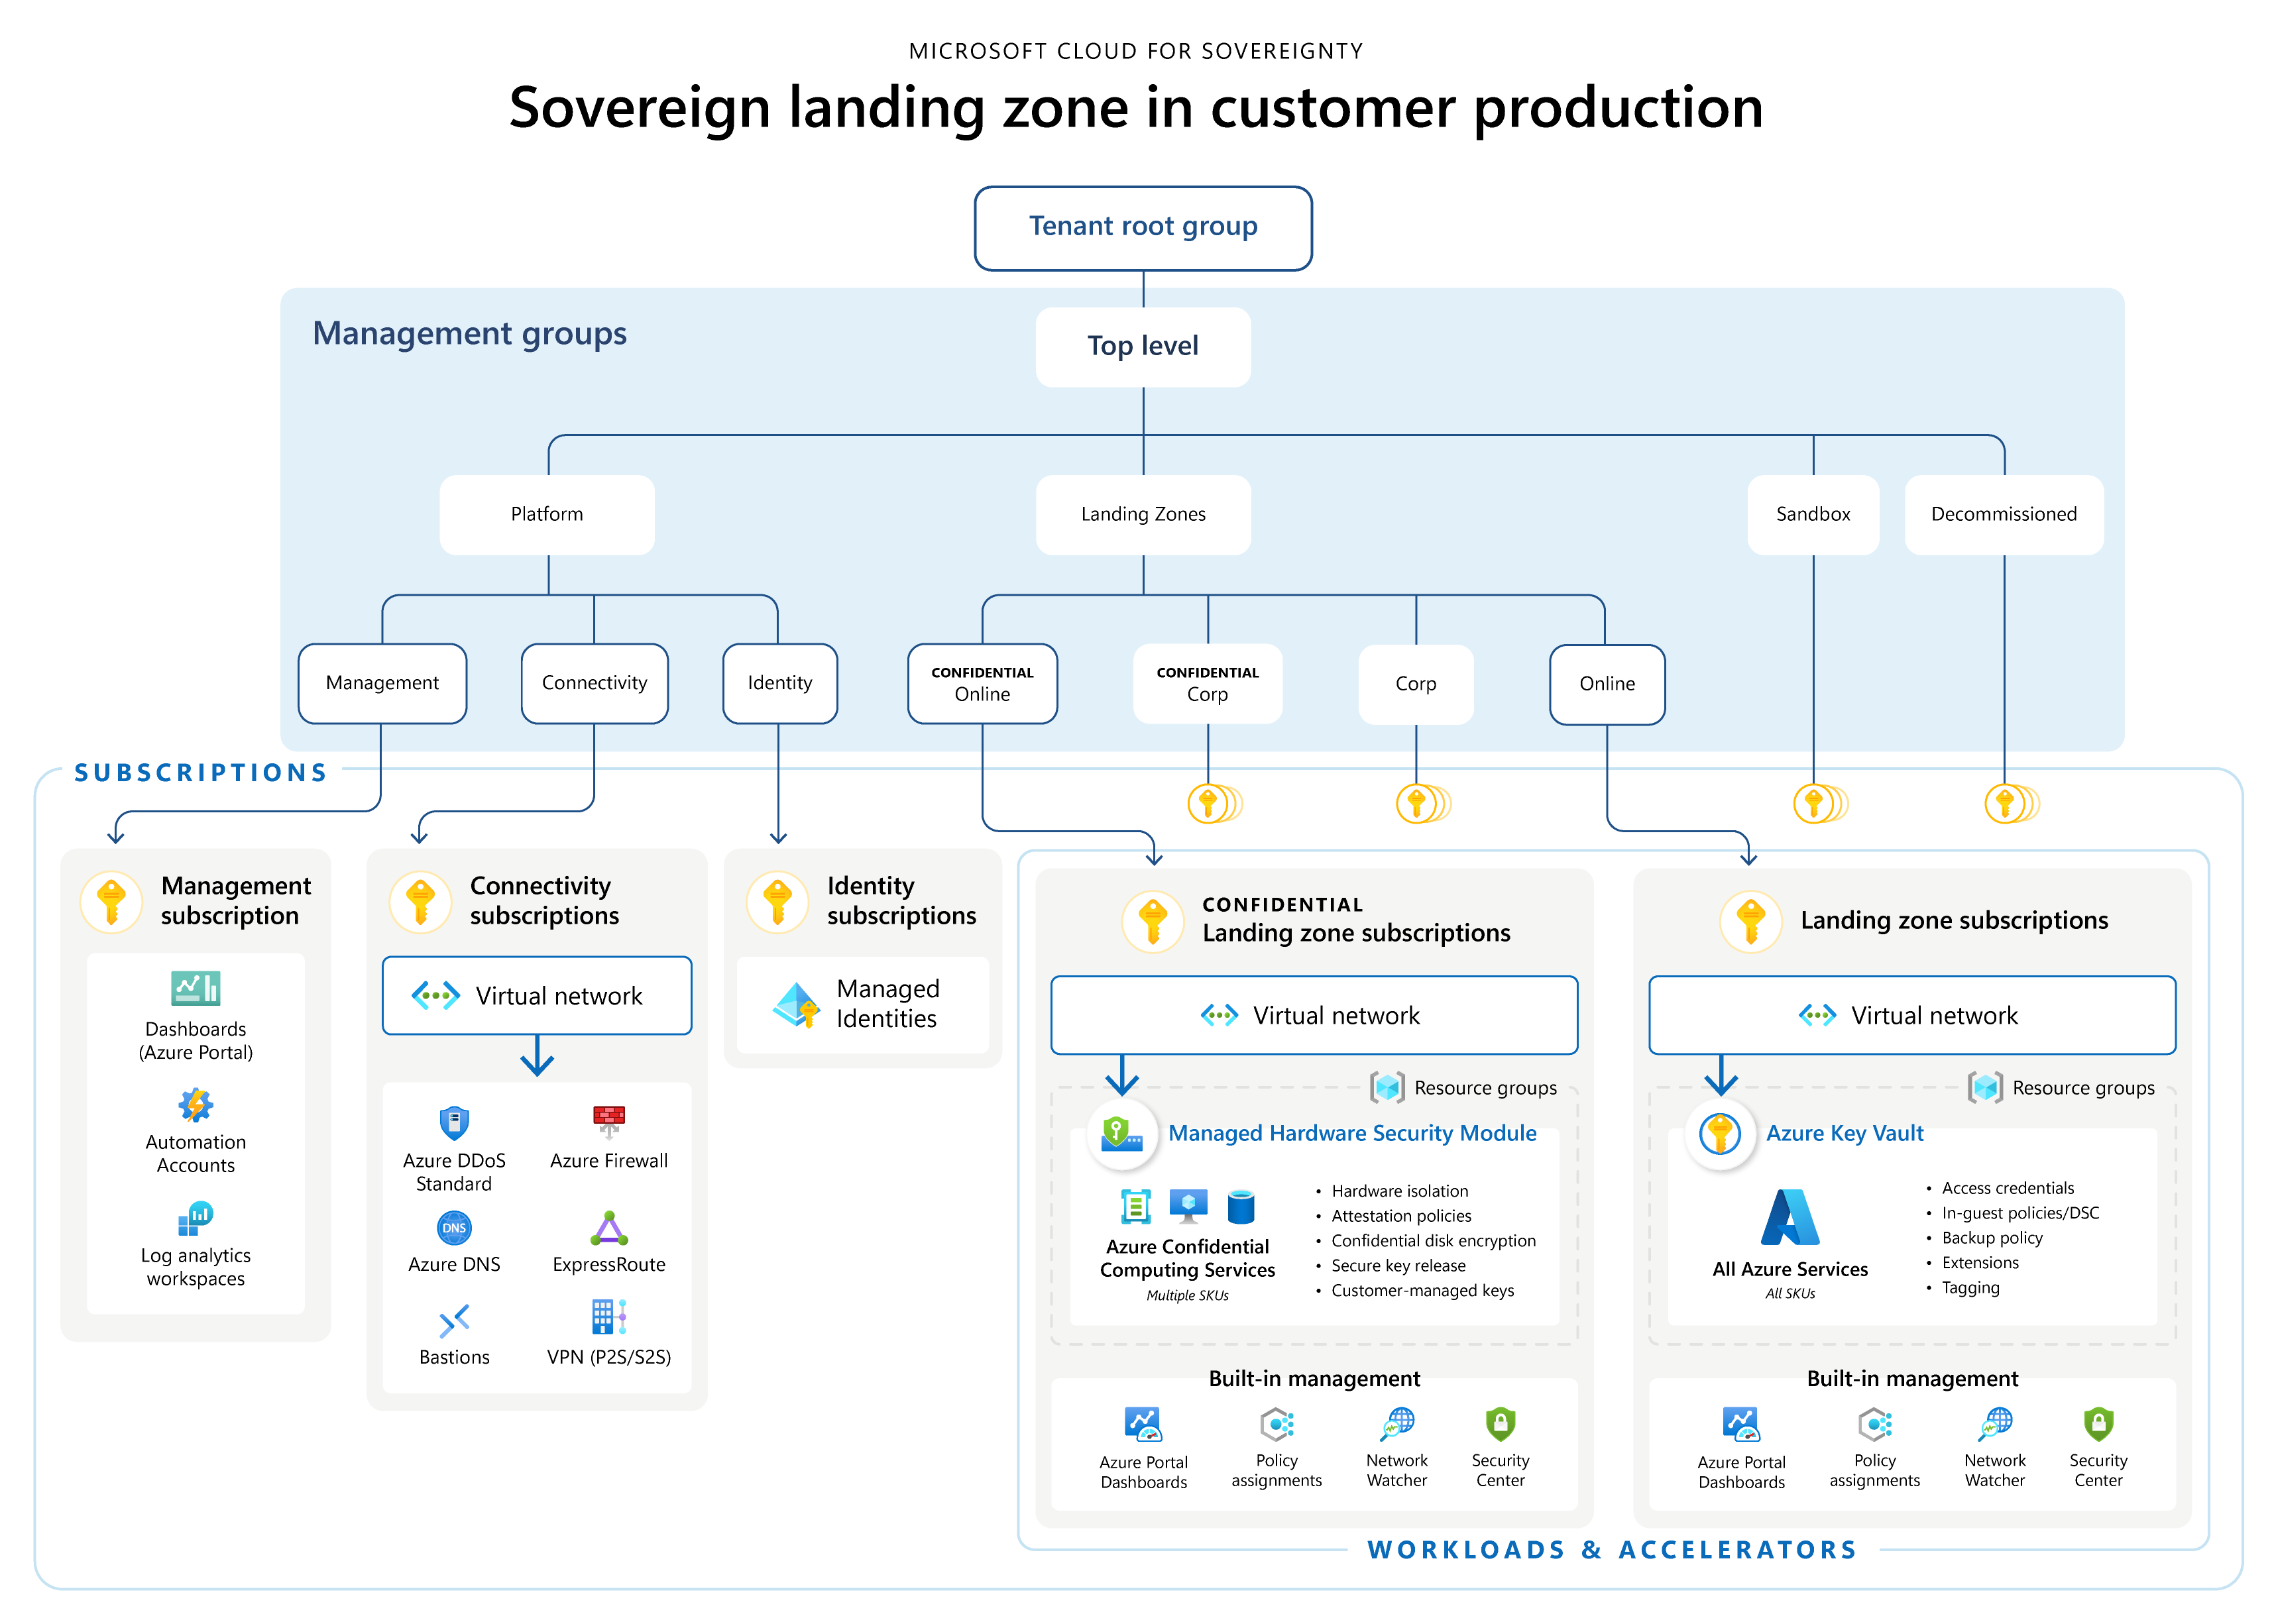 MICROSOFT CLOUD FOR SOVEREIGNTY
Sovereign landing zone in customer production
Tenant root group
Management groups
Top level
Platform
Landing Zones
Sandbox
Decommissioned
Management
Connectivity
Identity
CONFIDENTIAL
Online
CONFIDENTIAL
Corp
Corp
Online
SUBSCRIPTIONS
Management
subscription
Dashboards
(Azure Portal)
Automation
Accounts
Log analytics
workspaces
Connectivity
subscriptions
Virtual network
Azure DDoS
Standard
Azure Firewall
DNS
Azure DNS
ExpressRoute
Bastions
VPN (P2S/S2S)
Identity
subscriptions
Managed
Identities
CONFIDENTIAL
Landing zone subscriptions
Virtual network
Resource groups
Managed Hardware Security Module
Azure Confidential
Computing Services
Multiple SKUs
• Hardware isolation
• Attestation policies
• Confidential disk encryption
• Secure key release
• Customer-managed keys
Built-in management
Azure Portal
Dashboards
Policy
assignments
Network
Watcher
Security
Center
Landing zone subscriptions
Virtual network
Resource groups
Azure Key Vault
All Azure Services
All SKUs
• Access credentials
• In-guest policies/DSC
• Backup policy
• Extensions
• Tagging
Built-in management
Azure Portal
Dashboards
Policy
assignments
Network
Watcher
Security
Center
WORKLOADS & ACCELERATORS